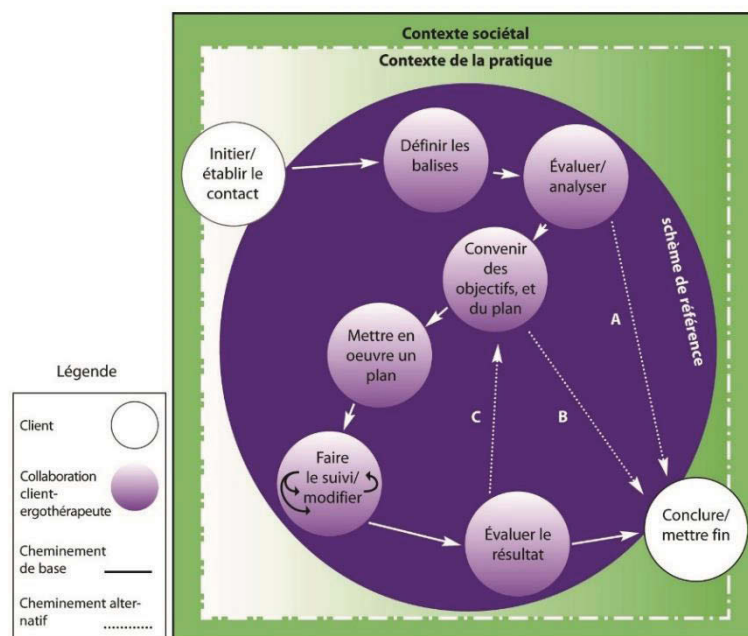 Contexte sociétal
Contexte de la pratique
Initier/
établir le
contact
Définir les
balises
Évaluer/
analyser
Convenir
des
objectifs, et
du plan
schème de référence
Mettre en
oeuvre un
plan
A
B
C
Faire
le suivi/
modifier
Évaluer le
résultat
Conclure/
mettre fin
Légende
Client
Collaboration
client-
ergothérapeute
Cheminement
de base
Cheminement alter-
natif